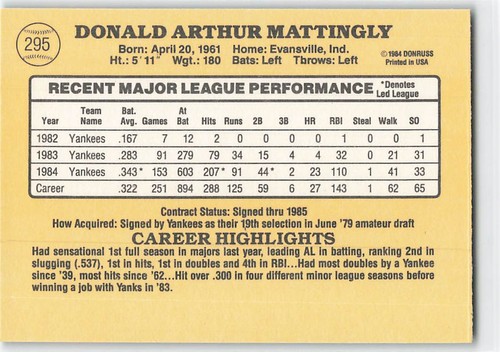 295
DONALD ARTHUR MATTINGLY
Born: April 20, 1961 Home: Evansville, Ind.
Ht.: 5' 11" Wgt.: 180 Bats: Left Throws: Left
©1984 DONRUSS
Printed in USA
RECENT MAJOR LEAGUE PERFORMANCE *Denotes Led League
Year Team Name Bat. Avg. Games At Bat Hits Runs 2B 3B HR RBI Steal Walk SO
1982 Yankees .167 7 12 2 0 0 0 0 1 0 0 1
1983 Yankees .283 91 279 79 34 15 4 4 32 0 21 31
1984 Yankees .343* 153 603 207* 91 44* 2 23 110 1 41 33
Career .322 251 894 288 125 59 6 27 143 1 62 65
Contract Status: Signed thru 1985
How Acquired: Signed by Yankees as their 19th selection in June '79 amateur draft
CAREER HIGHLIGHTS
Had sensational 1st full season in majors last year, leading AL in batting, ranking 2nd in
slugging (.537), 1st in hits, 1st in doubles and 4th in RBI...Had most doubles by a Yankee
since '39, most hits since '62...Hit over .300 in four different minor league seasons before
winning a job with Yanks in '83.